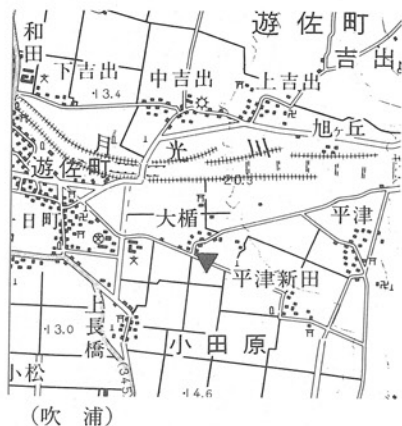 遊佐町
吉出
和田
下吉出
中吉出
上吉出
・13.4
旭ヶ丘
月光川
遊佐町
・20.3
大楯
平津
十日町
平津新田
上長橋
・13.0
小田原
小松
(345)
・14.6
(吹 浦)